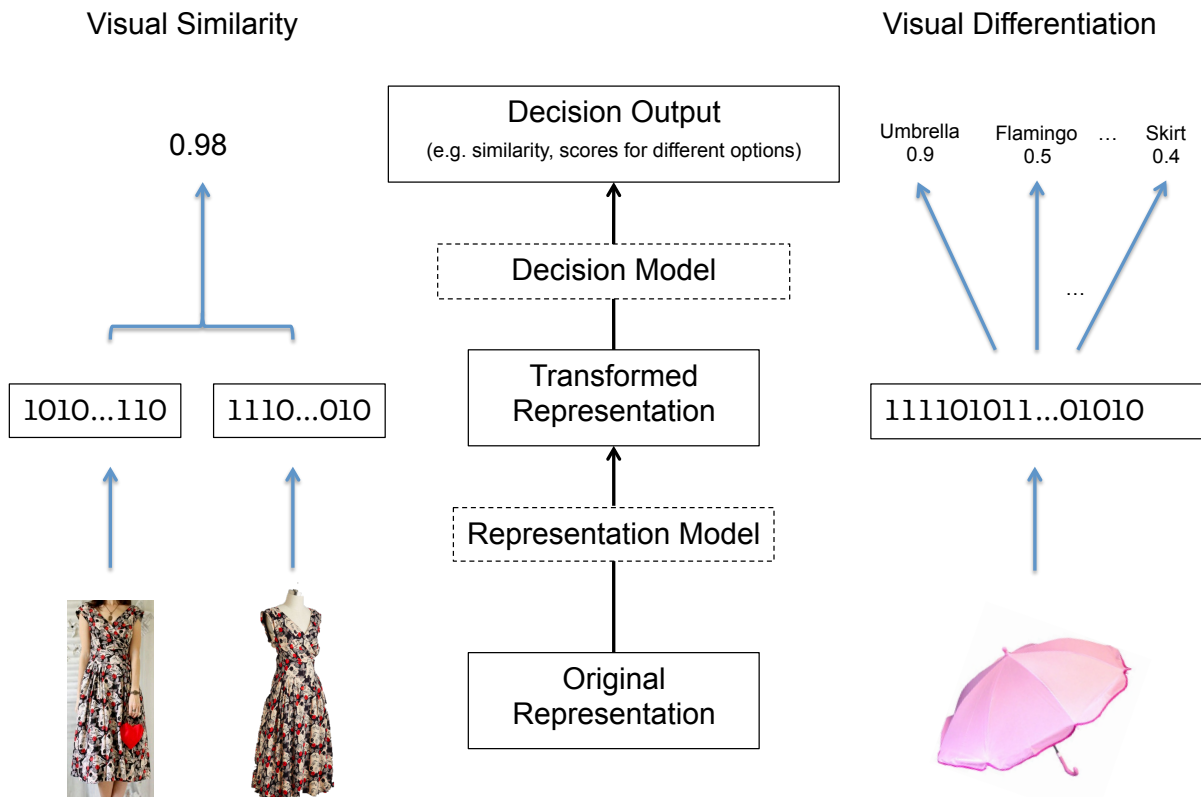 Visual Similarity
Visual Differentiation
Decision Output
(e.g. similarity, scores for different options)
0.98
Umbrella
0.9
Flamingo
0.5
...
Skirt
0.4
Decision Model
...
Transformed
Representation
1010...110
1110...010
111101011...01010
Representation Model
Original
Representation